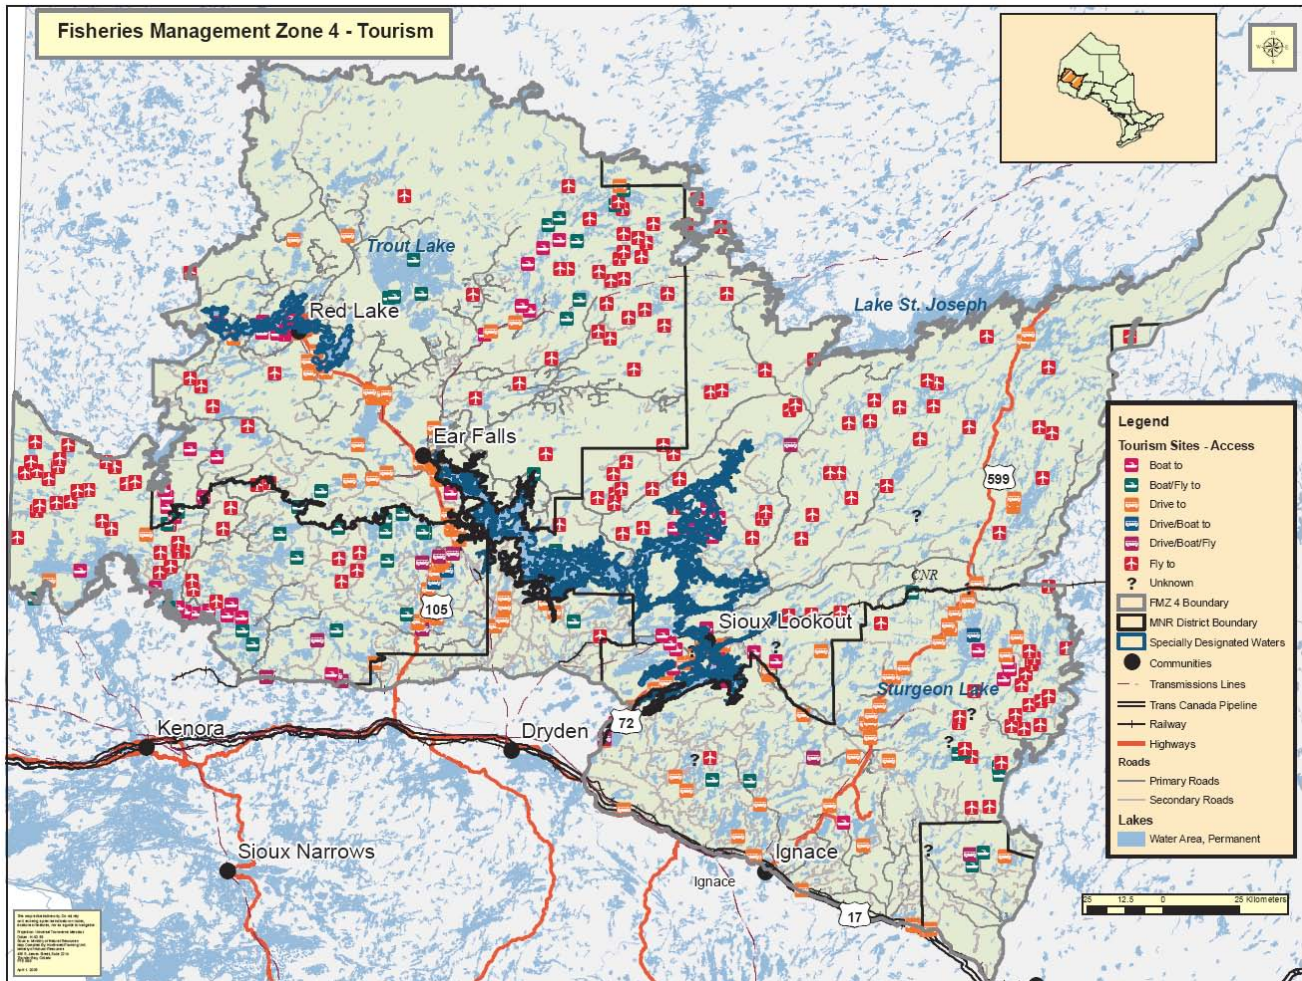 Fisheries Management Zone 4 - Tourism
N
W
E
S
Trout Lake
Red Lake
Lake St. Joseph
Ear Falls
599
CNR
105
Sioux Lookout
Sturgeon Lake
72
Kenora
Dryden
Sioux Narrows
Ignace
Ignace
17
?
?
?
?
?
?
?
Legend
Tourism Sites - Access
Boat to
Boat/Fly to
Drive to
Drive/Boat to
Drive/Boat/Fly
Fly to
? Unknown
FMZ 4 Boundary
MNR District Boundary
Specially Designated Waters
Communities
Transmissions Lines
Trans Canada Pipeline
Railway
Highways
Roads
Primary Roads
Secondary Roads
Lakes
Water Area, Permanent
25 12.5 0 25 Kilometers